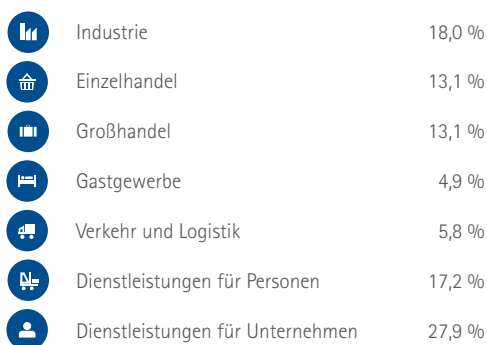 Industrie 18,0 %
Einzelhandel 13,1 %
Großhandel 13,1 %
Gastgewerbe 4,9 %
Verkehr und Logistik 5,8 %
Dienstleistungen für Personen 17,2 %
Dienstleistungen für Unternehmen 27,9 %